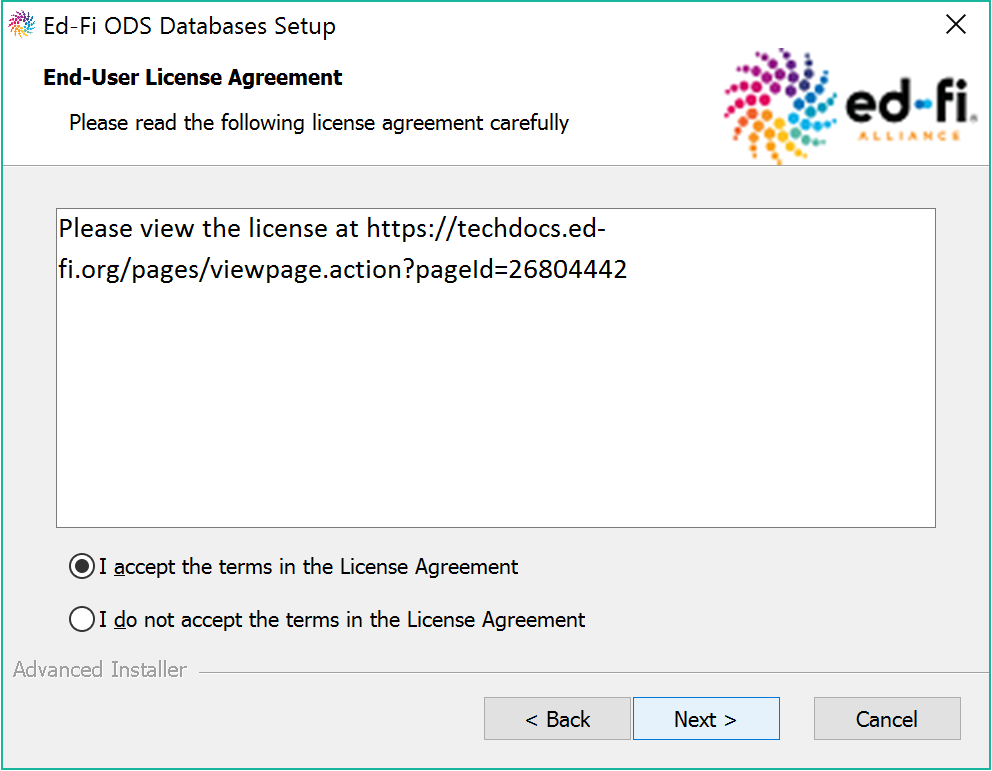 Ed-Fi ODS Databases Setup
End-User License Agreement
Please read the following license agreement carefully
ed-fi®
ALLIANCE
Please view the license at https://techdocs.ed-
fi.org/pages/viewpage.action?pageId=26804442
I accept the terms in the License Agreement
I do not accept the terms in the License Agreement
Advanced Installer
< Back Next > Cancel